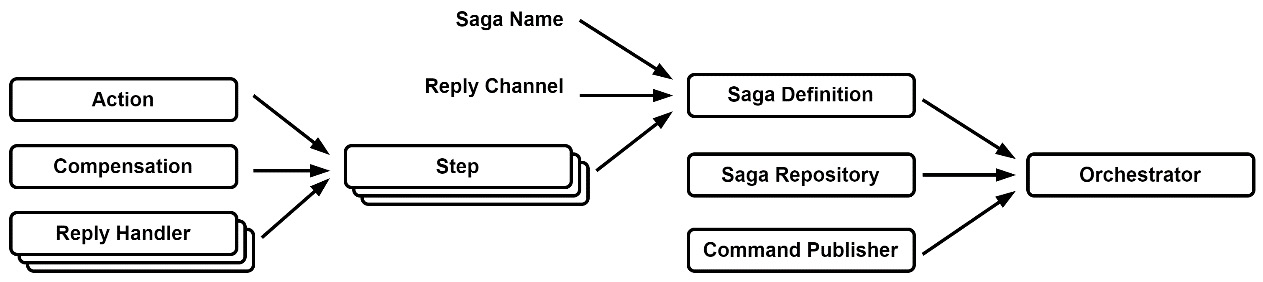 Saga Name
Reply Channel
Action
Compensation
Reply Handler
Step
Saga Definition
Saga Repository
Command Publisher
Orchestrator